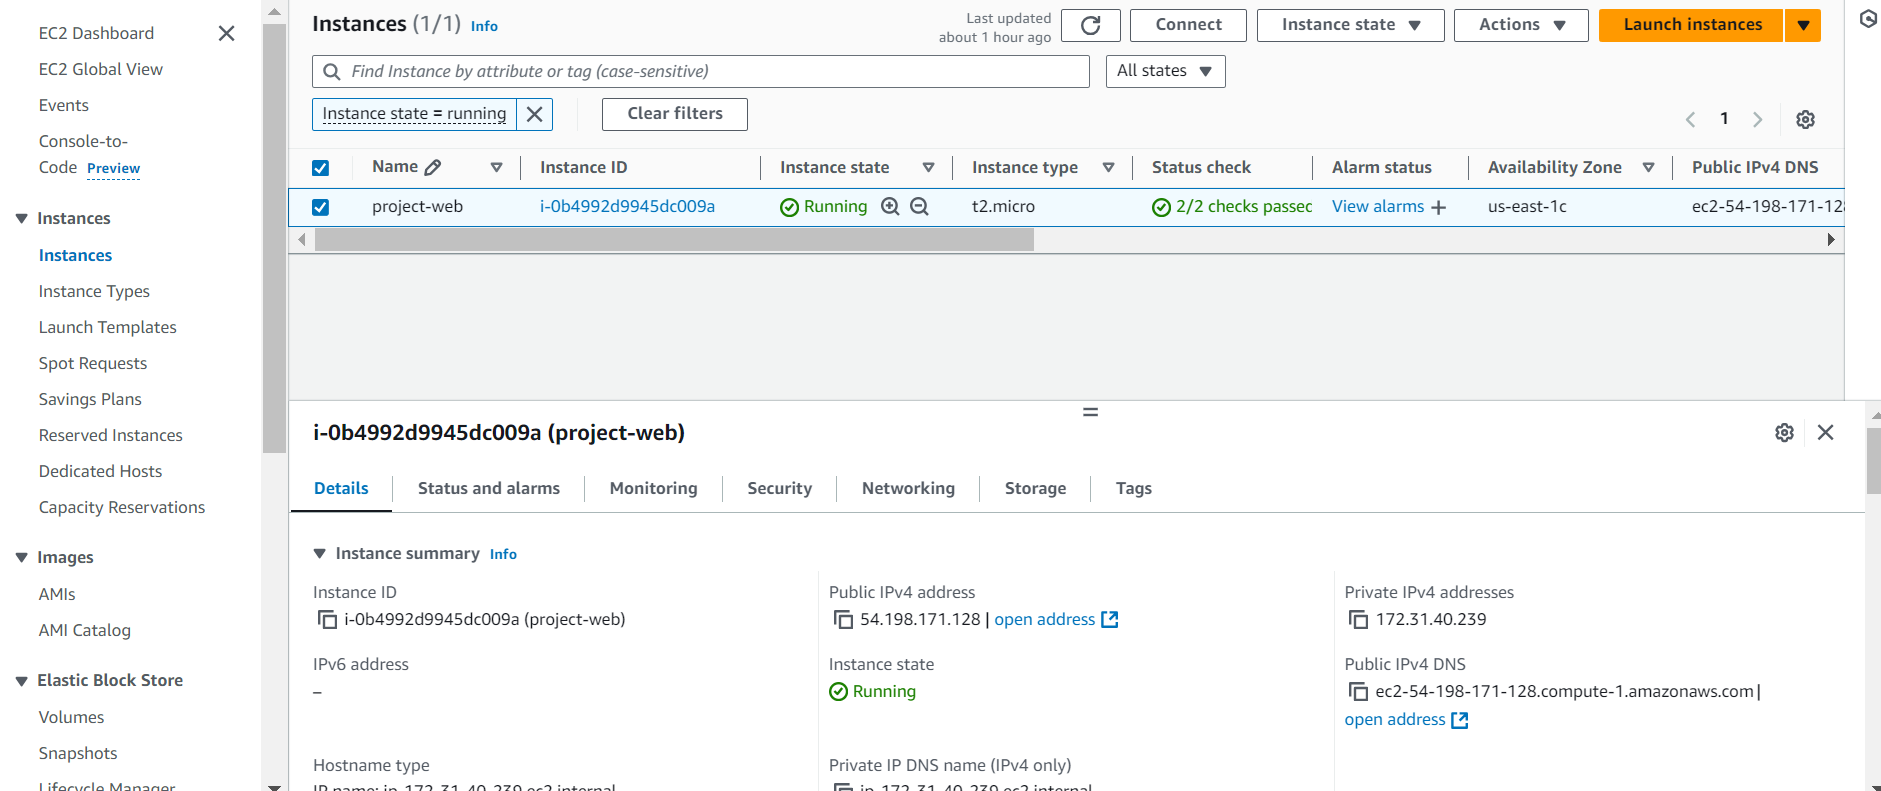 EC2 Dashboard
EC2 Global View
Events
Console-to-
Code Preview
Instances
Instances
Instance Types
Launch Templates
Spot Requests
Savings Plans
Reserved Instances
Dedicated Hosts
Capacity Reservations
Images
AMIs
AMI Catalog
Elastic Block Store
Volumes
Snapshots
Lifecycle Manager
Instances (1/1) Info
Last updated
about 1 hour ago
Connect
Instance state
Actions
Launch instances
Find Instance by attribute or tag (case-sensitive)
All states
Instance state = running
Clear filters
1
Name Instance ID Instance state Instance type Status check Alarm status Availability Zone Public IPv4 DNS
project-web i-0b4992d9945dc009a Running t2.micro 2/2 checks passec View alarms + us-east-1c ec2-54-198-171-128
i-0b4992d9945dc009a (project-web)
Details Status and alarms Monitoring Security Networking Storage Tags
Instance summary Info
Instance ID
i-0b4992d9945dc009a (project-web)
Public IPv4 address
54.198.171.128 | open address
Private IPv4 addresses
172.31.40.239
IPv6 address
–
Instance state
Running
Public IPv4 DNS
ec2-54-198-171-128.compute-1.amazonaws.com |
open address
Hostname type
IP name: ip-172-31-40-239.ec2.internal
Private IP DNS name (IPv4 only)
ip-172-31-40-239.ec2.internal